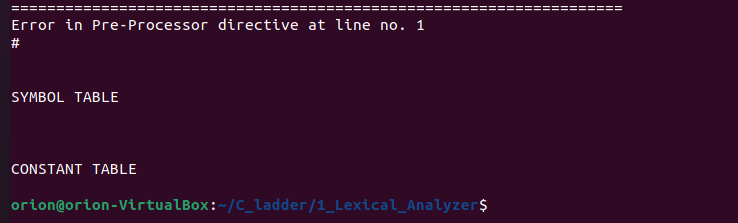 ====================================================================
Error in Pre-Processor directive at line no. 1
#
SYMBOL TABLE
CONSTANT TABLE
orion@orion-VirtualBox:~/C_ladder/1_Lexical_Analyzer$